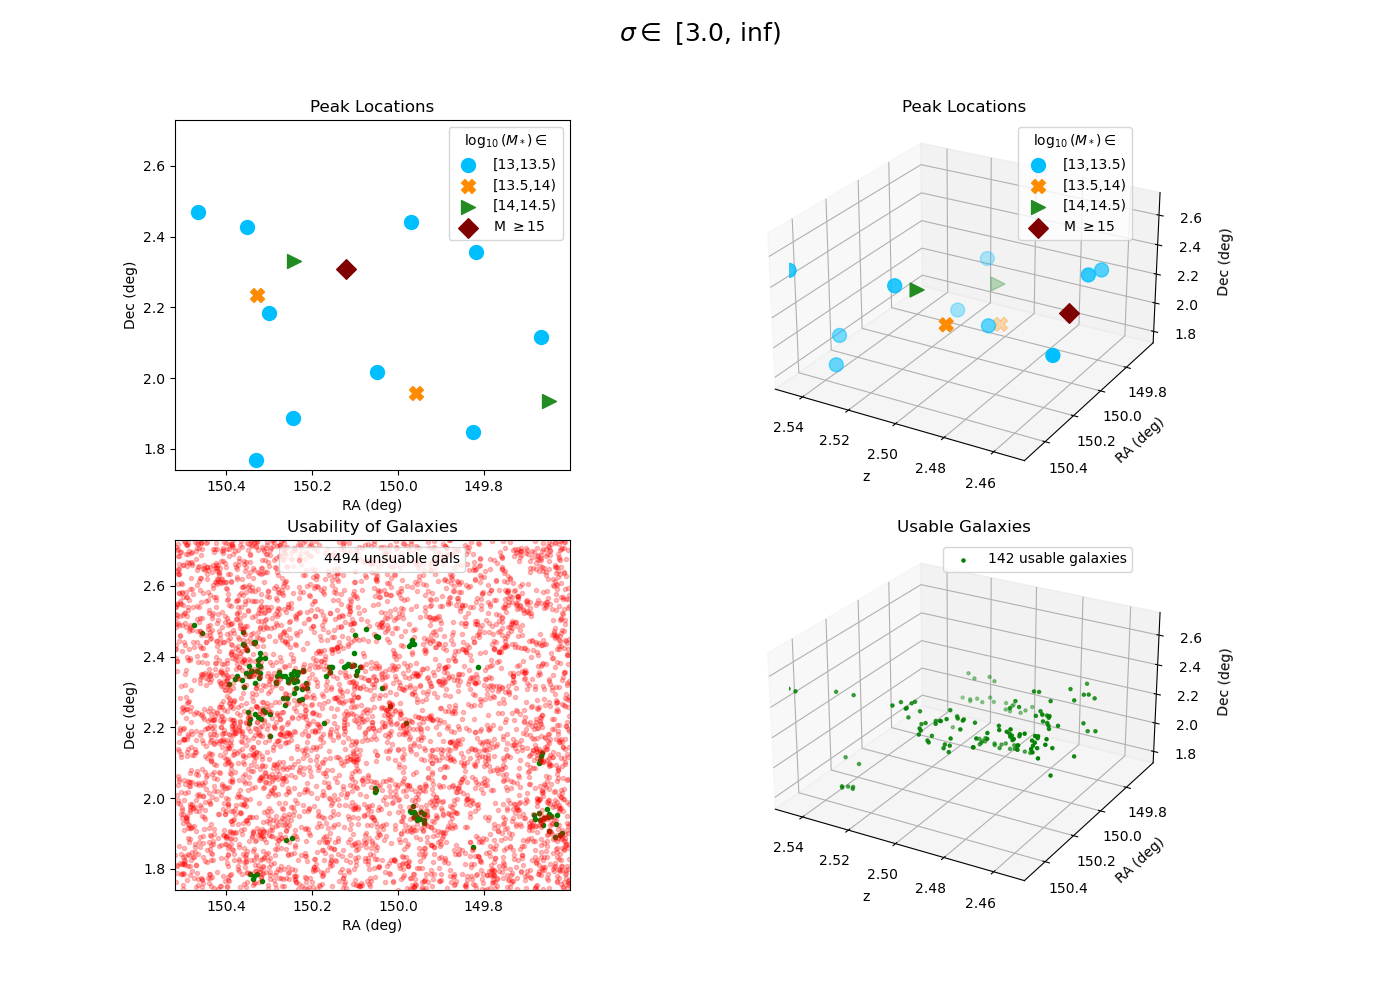 σ ∈ [3.0, inf)
Peak Locations
log₁₀(M*) ∈
[13,13.5)
[13.5,14)
[14,14.5)
M ≥15
2.6
2.4
2.2
2.0
1.8
Dec (deg)
150.4 150.2 150.0 149.8
RA (deg)
Peak Locations
log₁₀(M*) ∈
[13,13.5)
[13.5,14)
[14,14.5)
M ≥15
2.6
2.4
2.2
2.0
1.8
Dec (deg)
149.8
150.0
150.2
150.4
RA (deg)
2.54
2.52
2.50
2.48
2.46
z
Usability of Galaxies
4494 unsuable gals
2.6
2.4
2.2
2.0
1.8
Dec (deg)
150.4 150.2 150.0 149.8
RA (deg)
Usable Galaxies
142 usable galaxies
2.6
2.4
2.2
2.0
1.8
Dec (deg)
149.8
150.0
150.2
150.4
RA (deg)
2.54
2.52
2.50
2.48
2.46
z